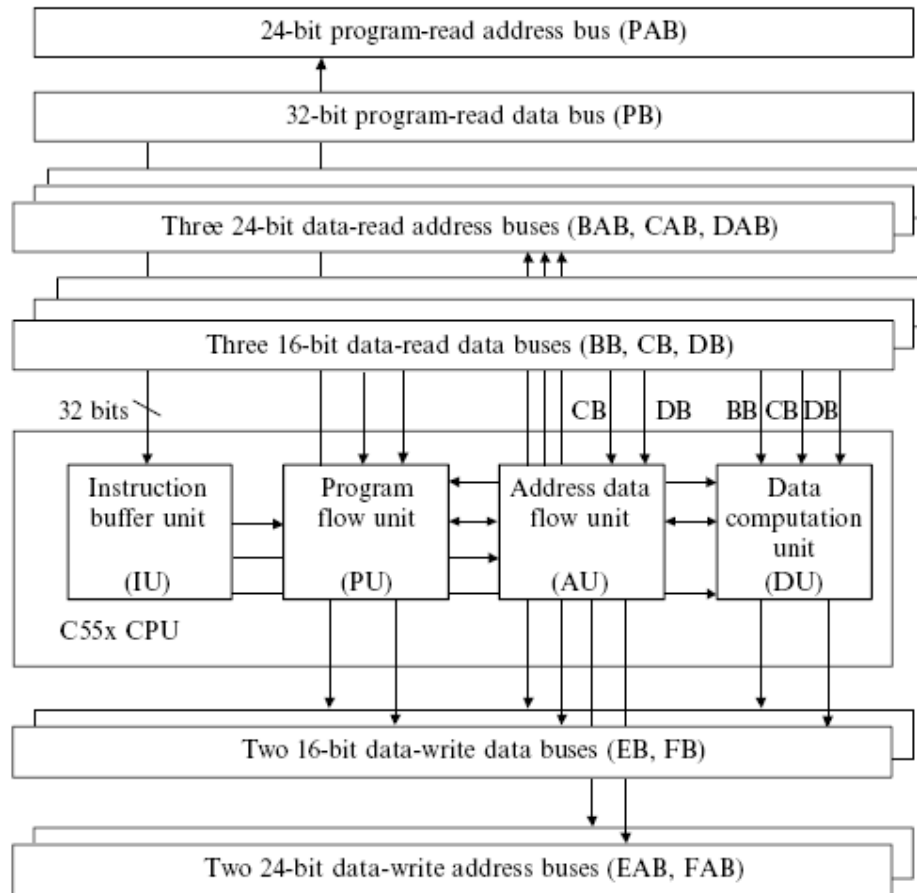 24-bit program-read address bus (PAB)
32-bit program-read data bus (PB)
Three 24-bit data-read address buses (BAB, CAB, DAB)
Three 16-bit data-read data buses (BB, CB, DB)
32 bits
CB DB BB CB DB
Instruction
buffer unit
(IU)
Program
flow unit
(PU)
Address data
flow unit
(AU)
Data
computation
unit
(DU)
C55x CPU
Two 16-bit data-write data buses (EB, FB)
Two 24-bit data-write address buses (EAB, FAB)